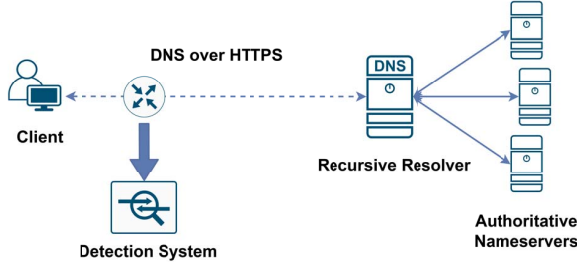 DNS over HTTPS
DNS
Client
Recursive Resolver
Detection System
Authoritative
Nameservers